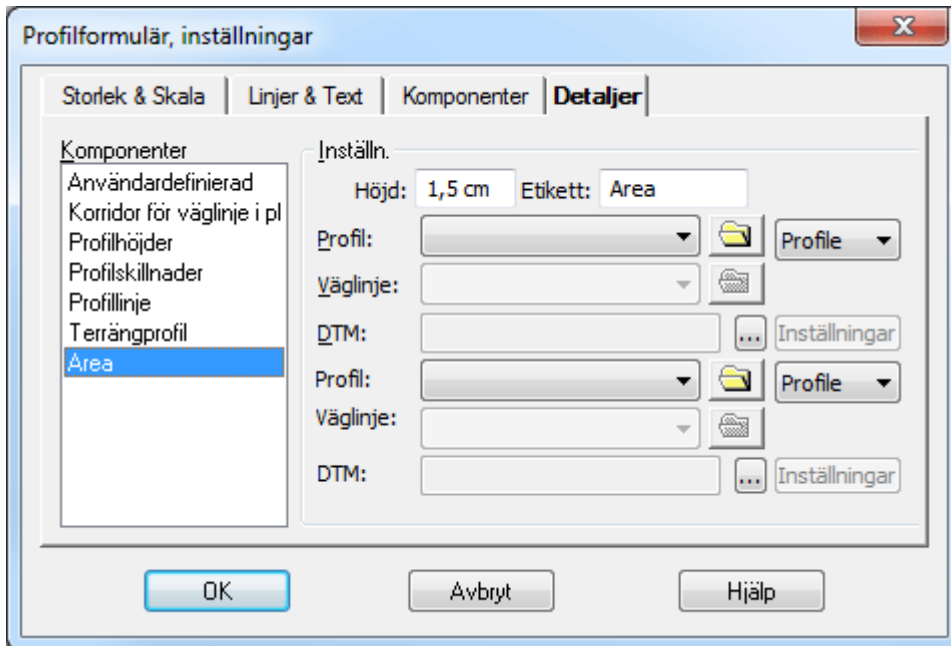 Profilformulär, inställningar
Storlek & Skala
Linjer & Text
Komponenter
Detaljer
Komponenter
Användardefinierad
Korridor för väglinje i pl
Profilhöjder
Profilskillnader
Profillinje
Terrängprofil
Area
Inställn.
Höjd: 1,5 cm Etikett: Area
Profil: Profile
Väglinje:
DTM: ... Inställningar
Profil: Profile
Väglinje:
DTM: ... Inställningar
OK Avbryt Hjälp